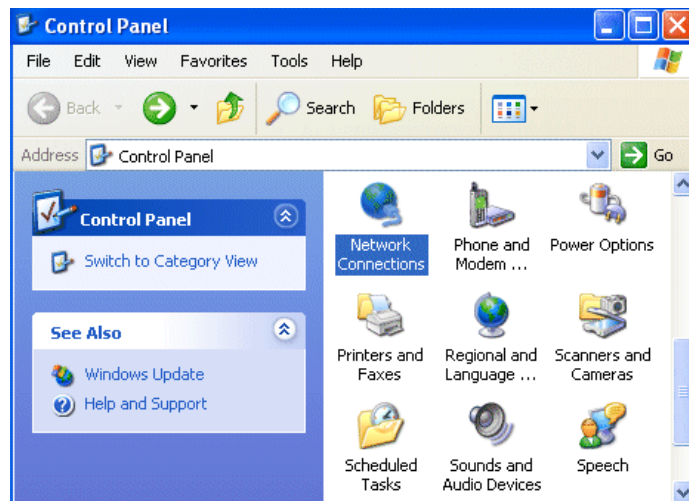 Control Panel
File Edit View Favorites Tools Help
Back Search Folders
Address Control Panel Go
Control Panel
Switch to Category View
See Also
Windows Update
Help and Support
Network
Connections
Phone and
Modem ...
Power Options
Printers and
Faxes
Regional and
Language ...
Scanners and
Cameras
Scheduled
Tasks
Sounds and
Audio Devices
Speech